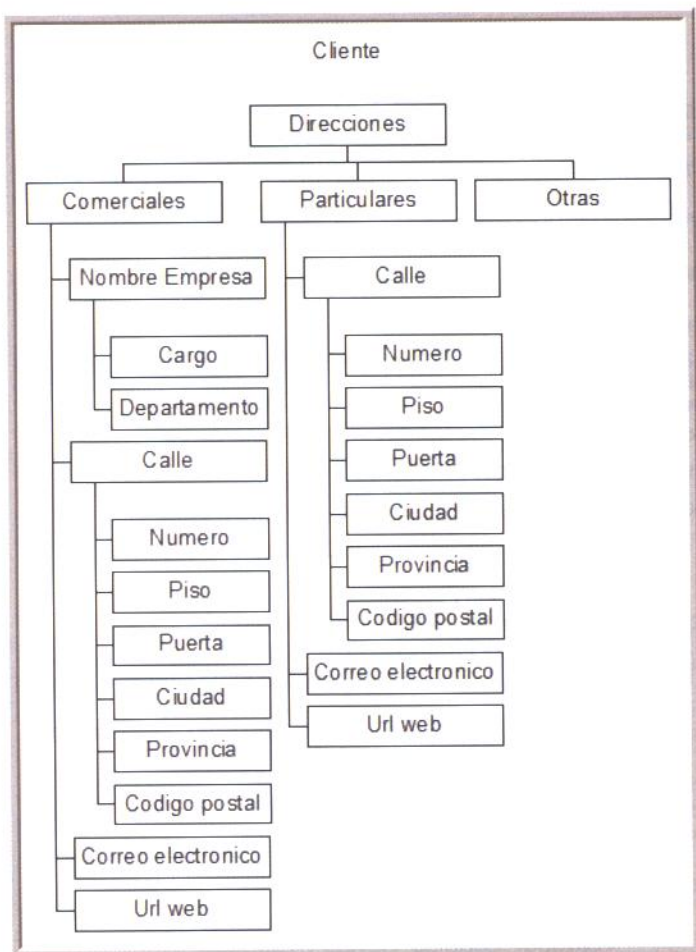 Cliente
Direcciones
Comerciales
Particulares
Otras
Nombre Empresa
Cargo
Departamento
Calle
Numero
Piso
Puerta
Ciudad
Provincia
Codigo postal
Correo electronico
Url web
Calle
Numero
Piso
Puerta
Ciudad
Provincia
Codigo postal
Correo electronico
Url web